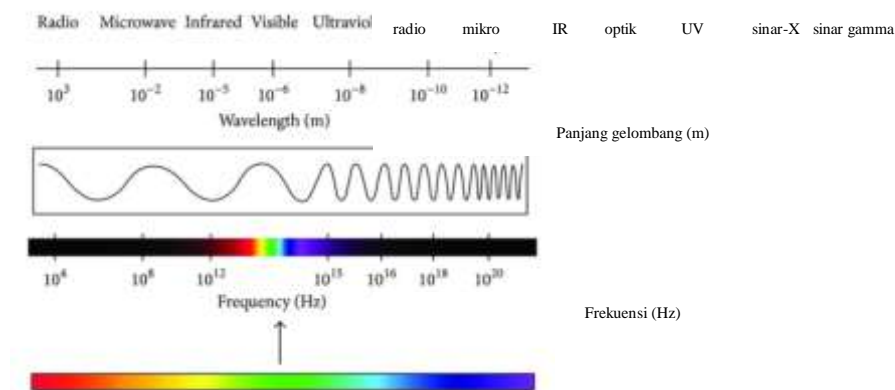 Radio Microwave Infrared Visible radio mikro IR optik UV sinar-X sinar gamma
10³ 10⁻² 10⁻⁵ 10⁻⁶ 10⁻⁸ 10⁻¹⁰ 10⁻¹²
Wavelength (m)
Panjang gelombang (m)
10⁴ 10⁸ 10¹² 10¹⁵ 10¹⁶ 10¹⁸ 10²⁰
Frequency (Hz)
Frekuensi (Hz)